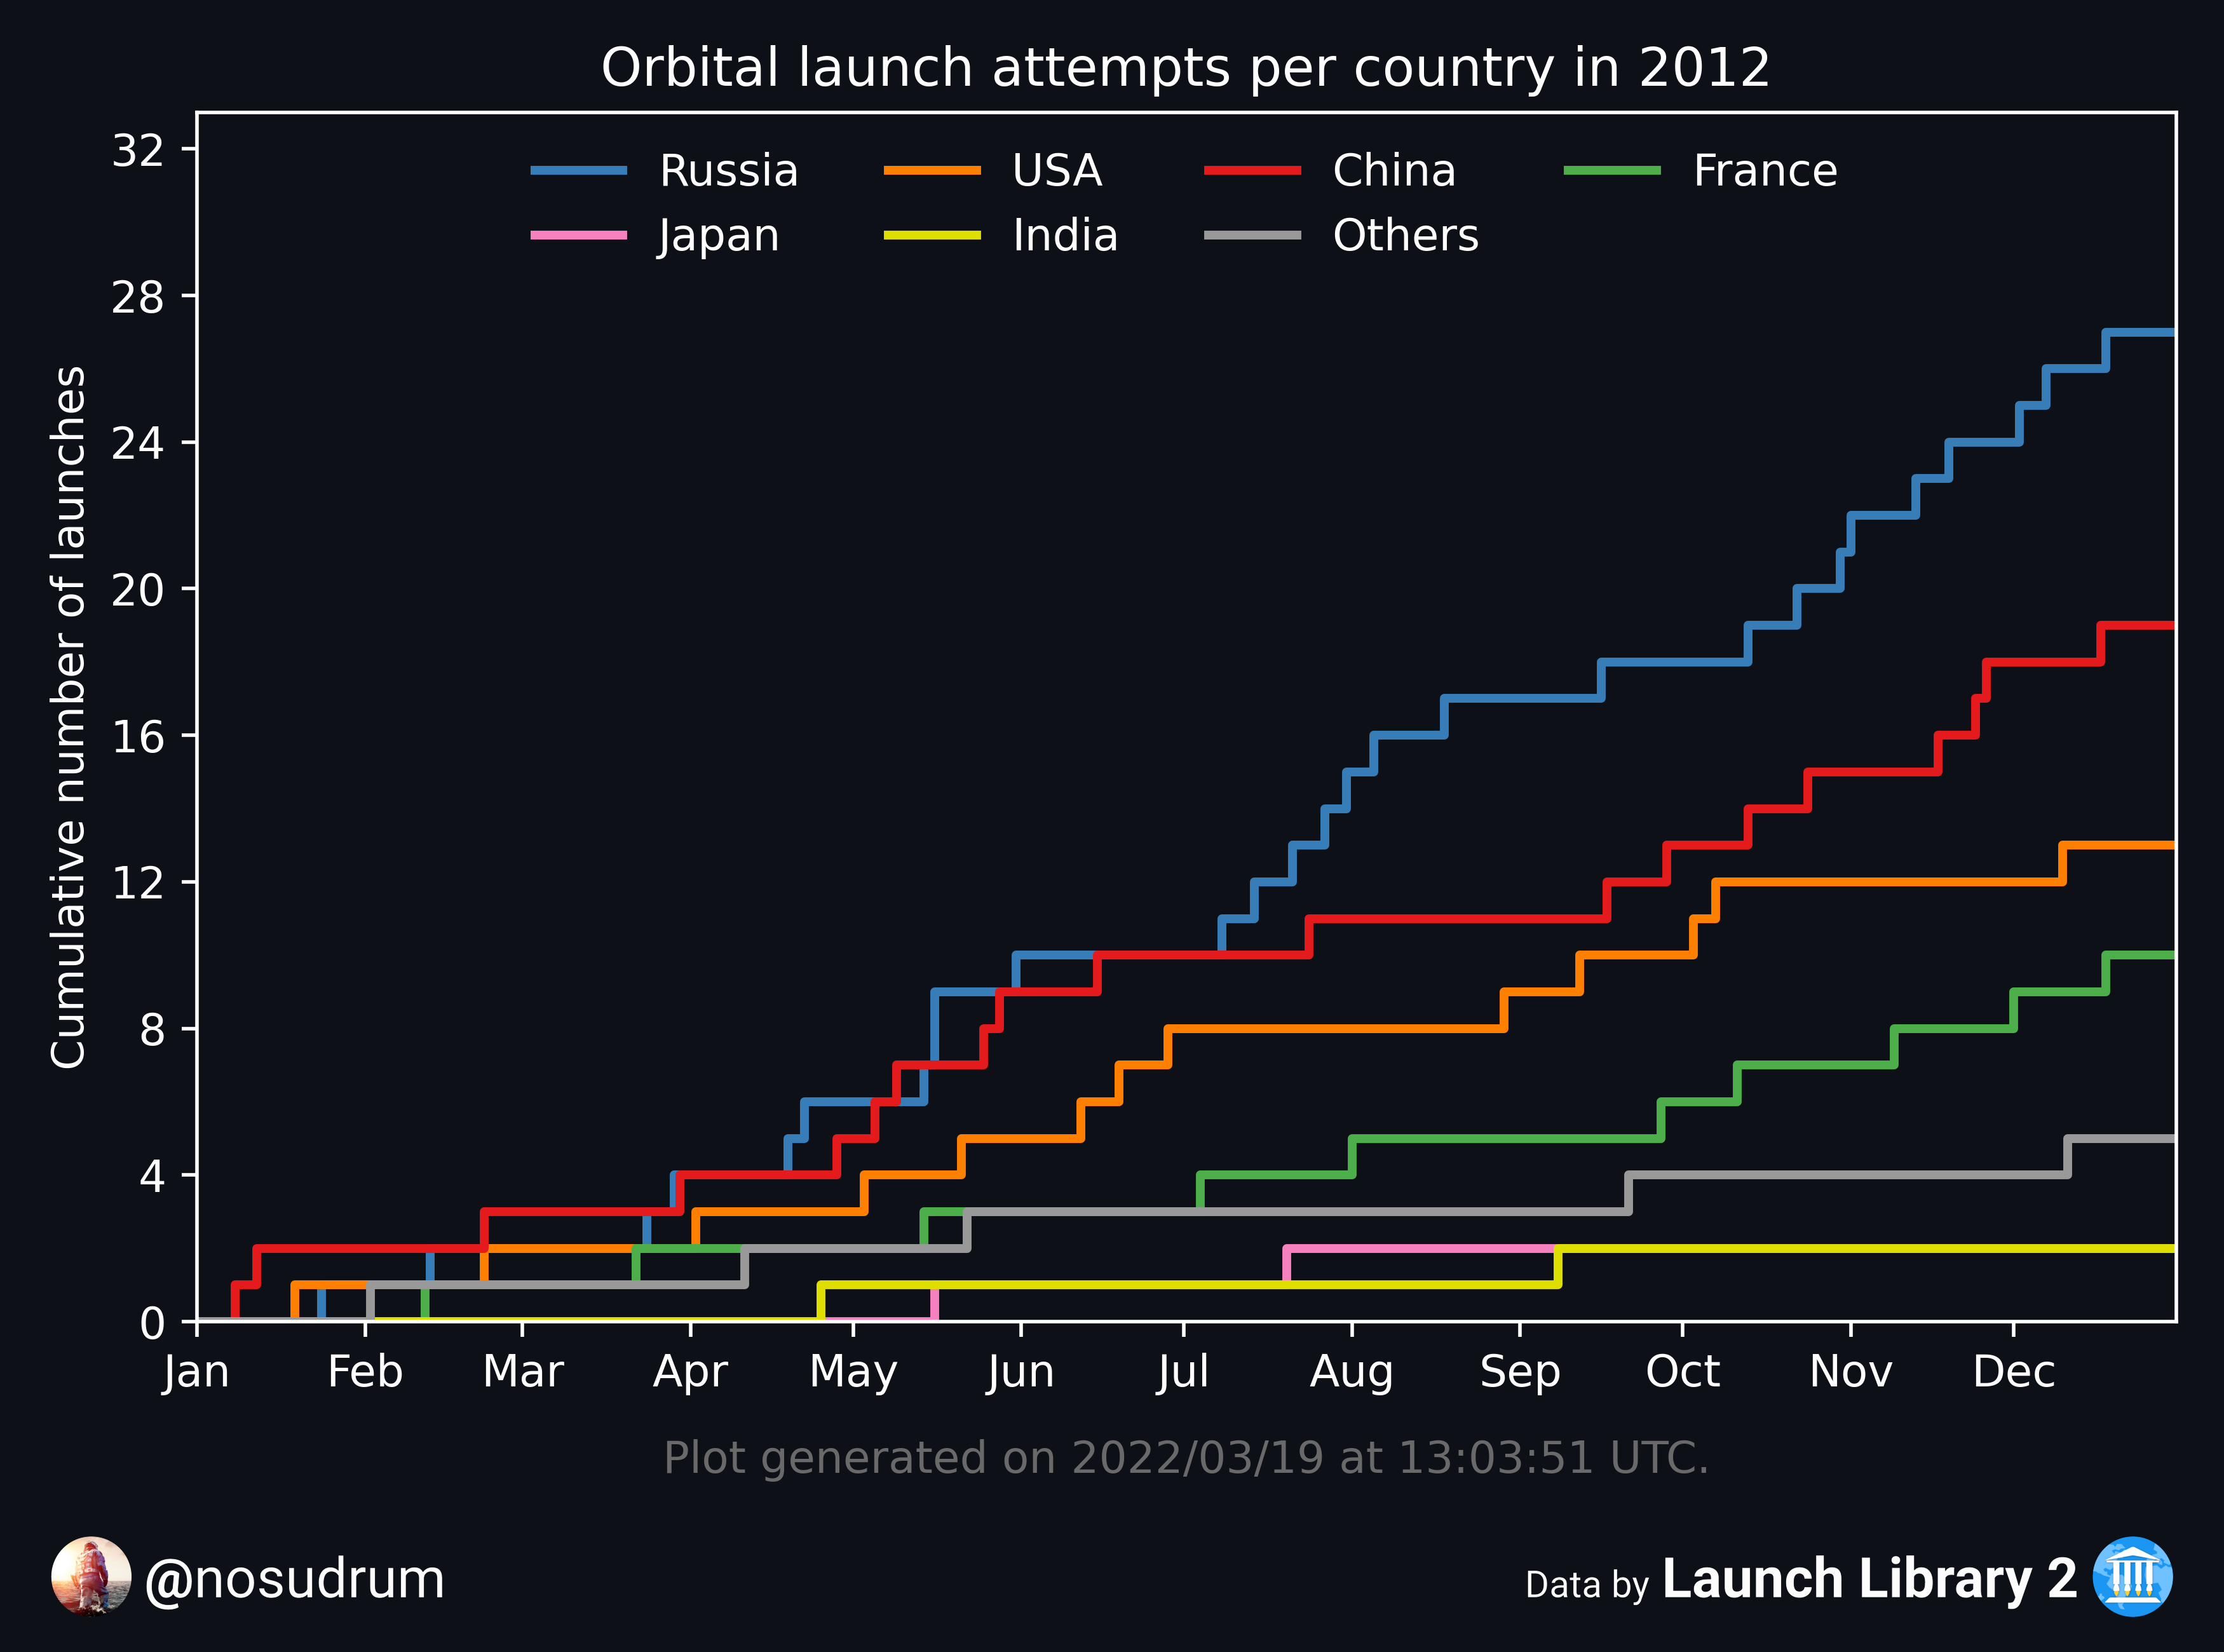 Orbital launch attempts per country in 2012
Russia USA China France
Japan India Others
32
28
24
20
16
12
8
4
0
Cumulative number of launches
Jan Feb Mar Apr May Jun Jul Aug Sep Oct Nov Dec
Plot generated on 2022/03/19 at 13:03:51 UTC.
@nosudrum
Data by Launch Library 2